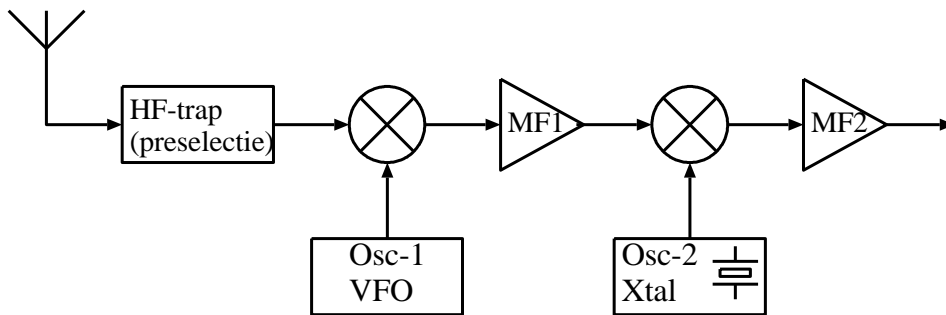 HF-trap
(preselectie)
MF1
MF2
Osc-1
VFO
Osc-2
Xtal